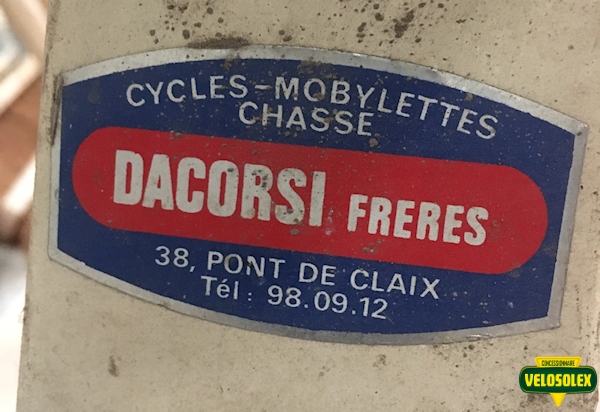 CYCLES-MOBYLETTES
CHASSE
DACORSI FRERES
38, PONT DE CLAIX
Tél : 98.09.12
CONCESSIONNAIRE
VELOSOLEX